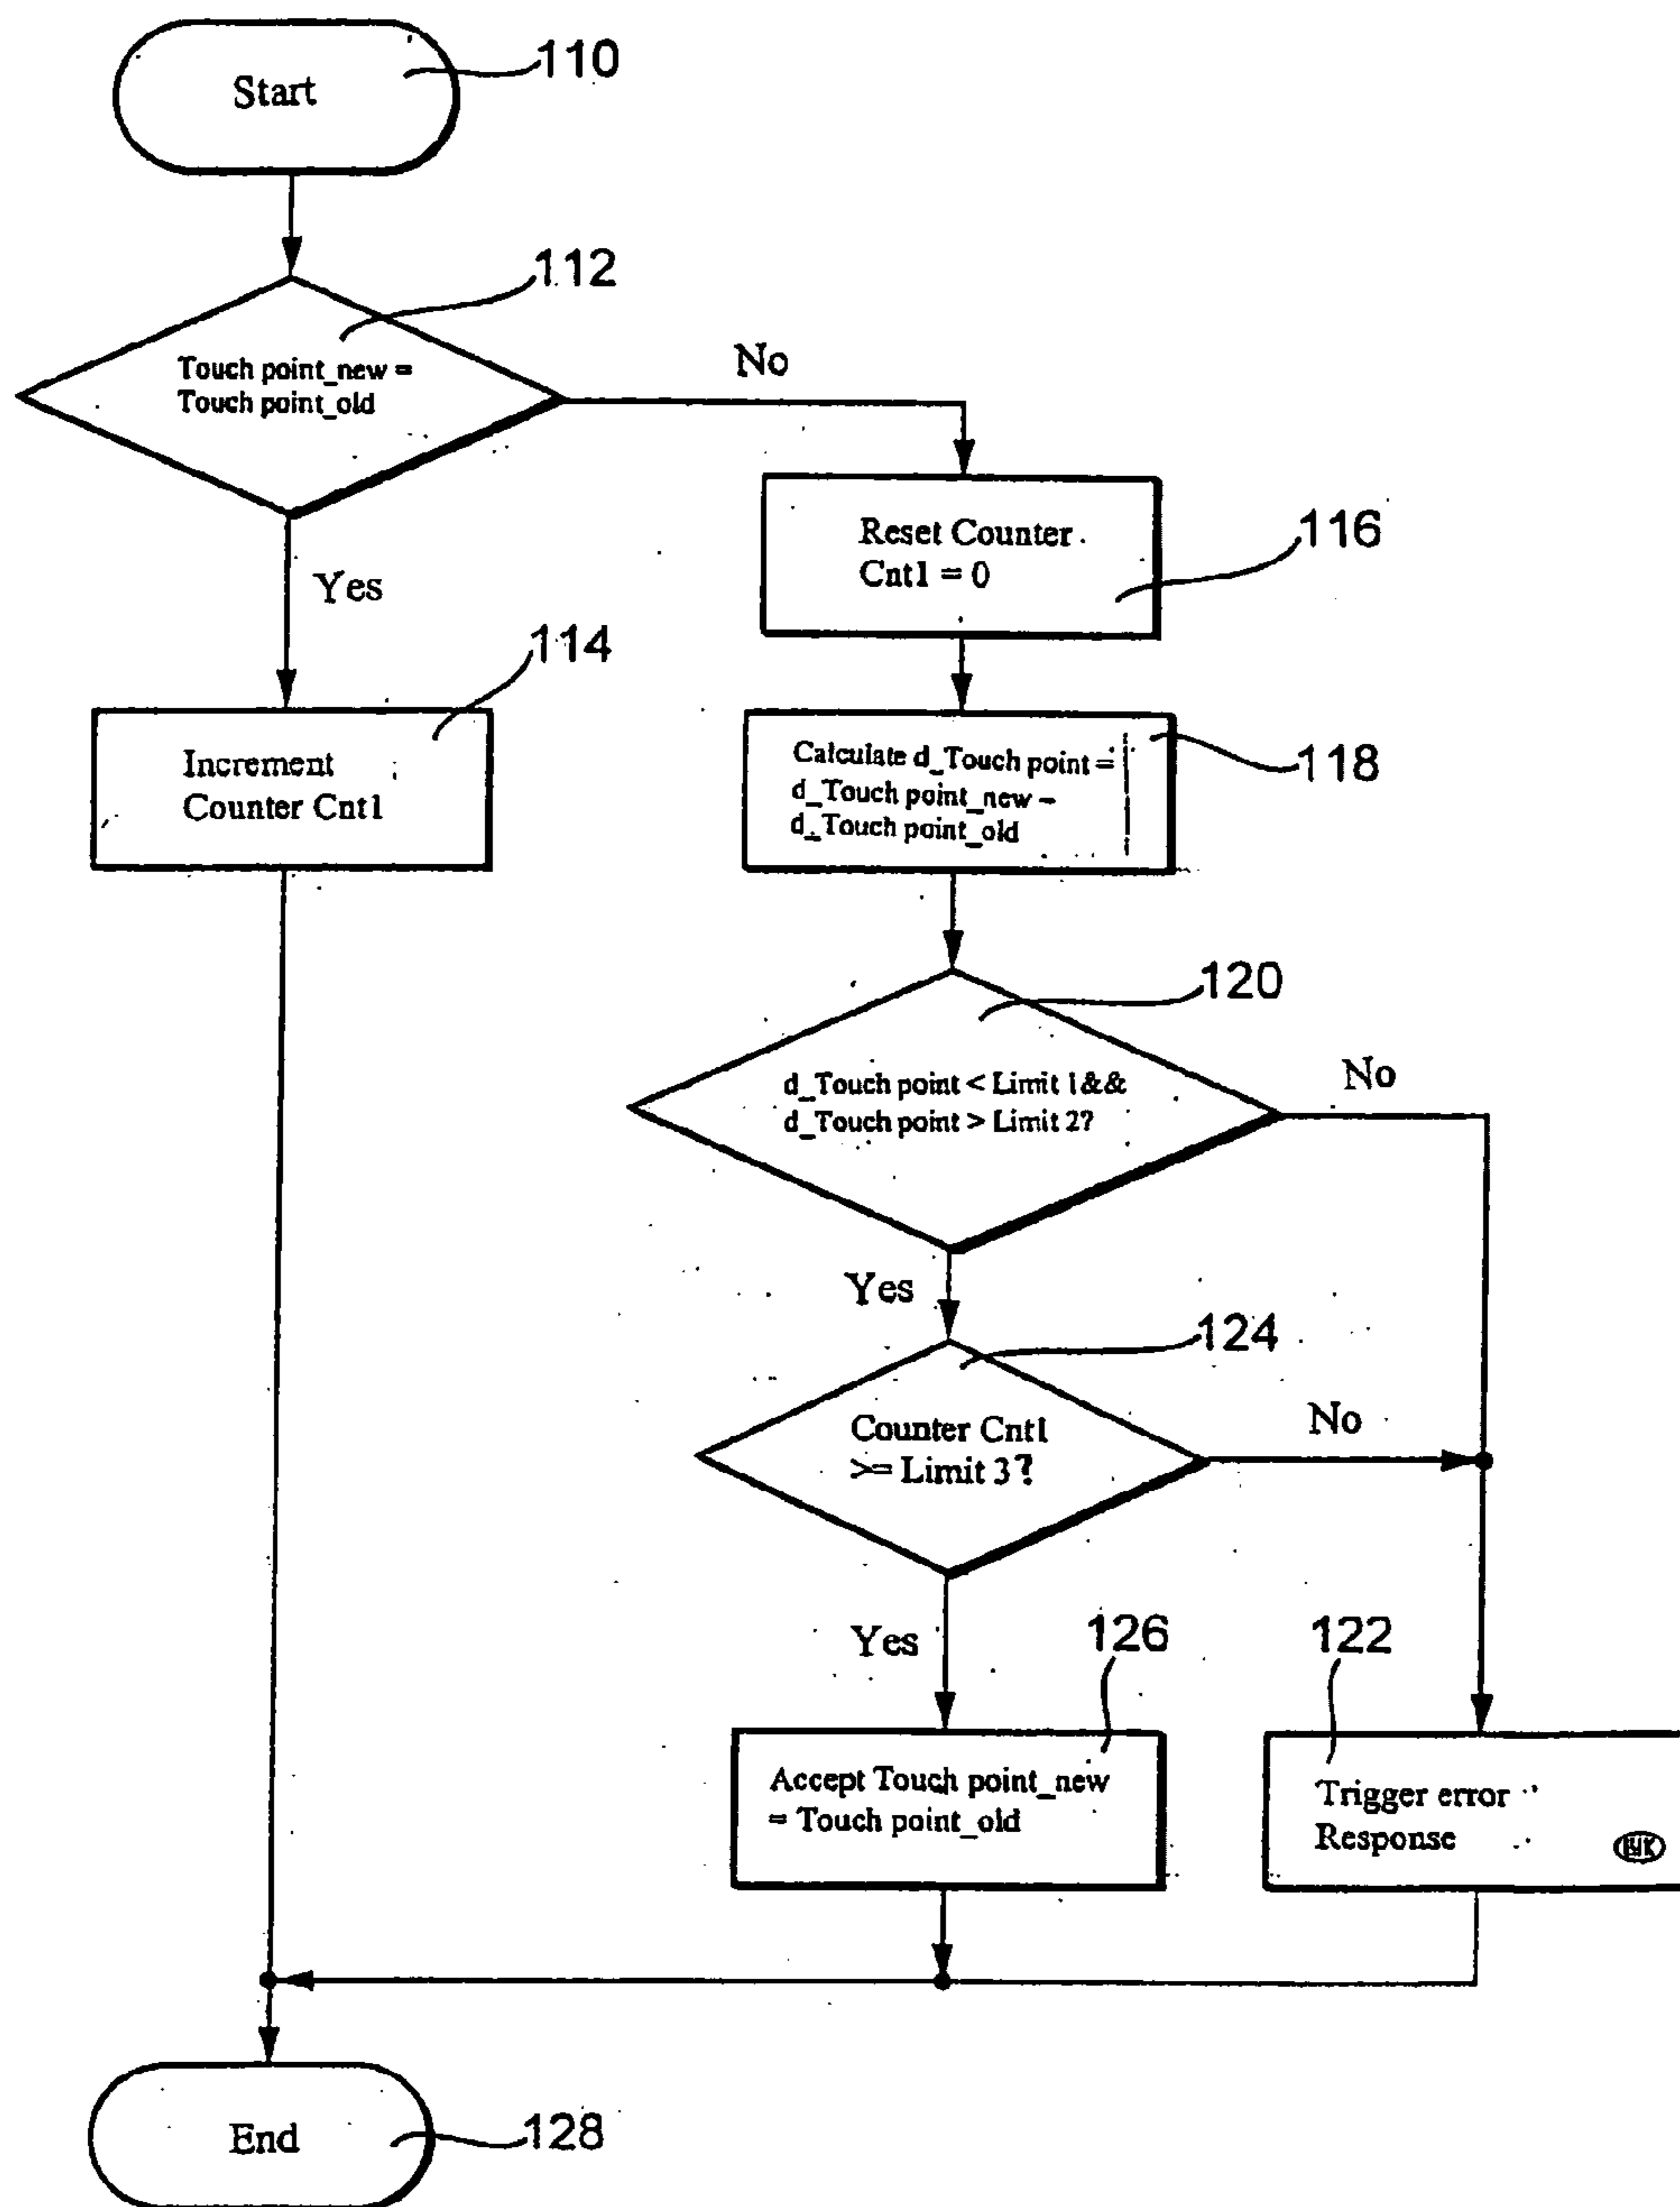 Start
110
112
Touch point_new =
Touch point_old
No
Yes
Reset Counter
Cnt1 = 0
116
114
Increment
Counter Cnt1
Calculate d_Touch point =
d_Touch point_new –
d_Touch point_old
118
120
d_Touch point < Limit 1&&
d_Touch point > Limit 2?
No
Yes
124
Counter Cnt1
>= Limit 3?
No
Yes
126
122
Accept Touch point_new
= Touch point_old
Trigger error
Response
End
128